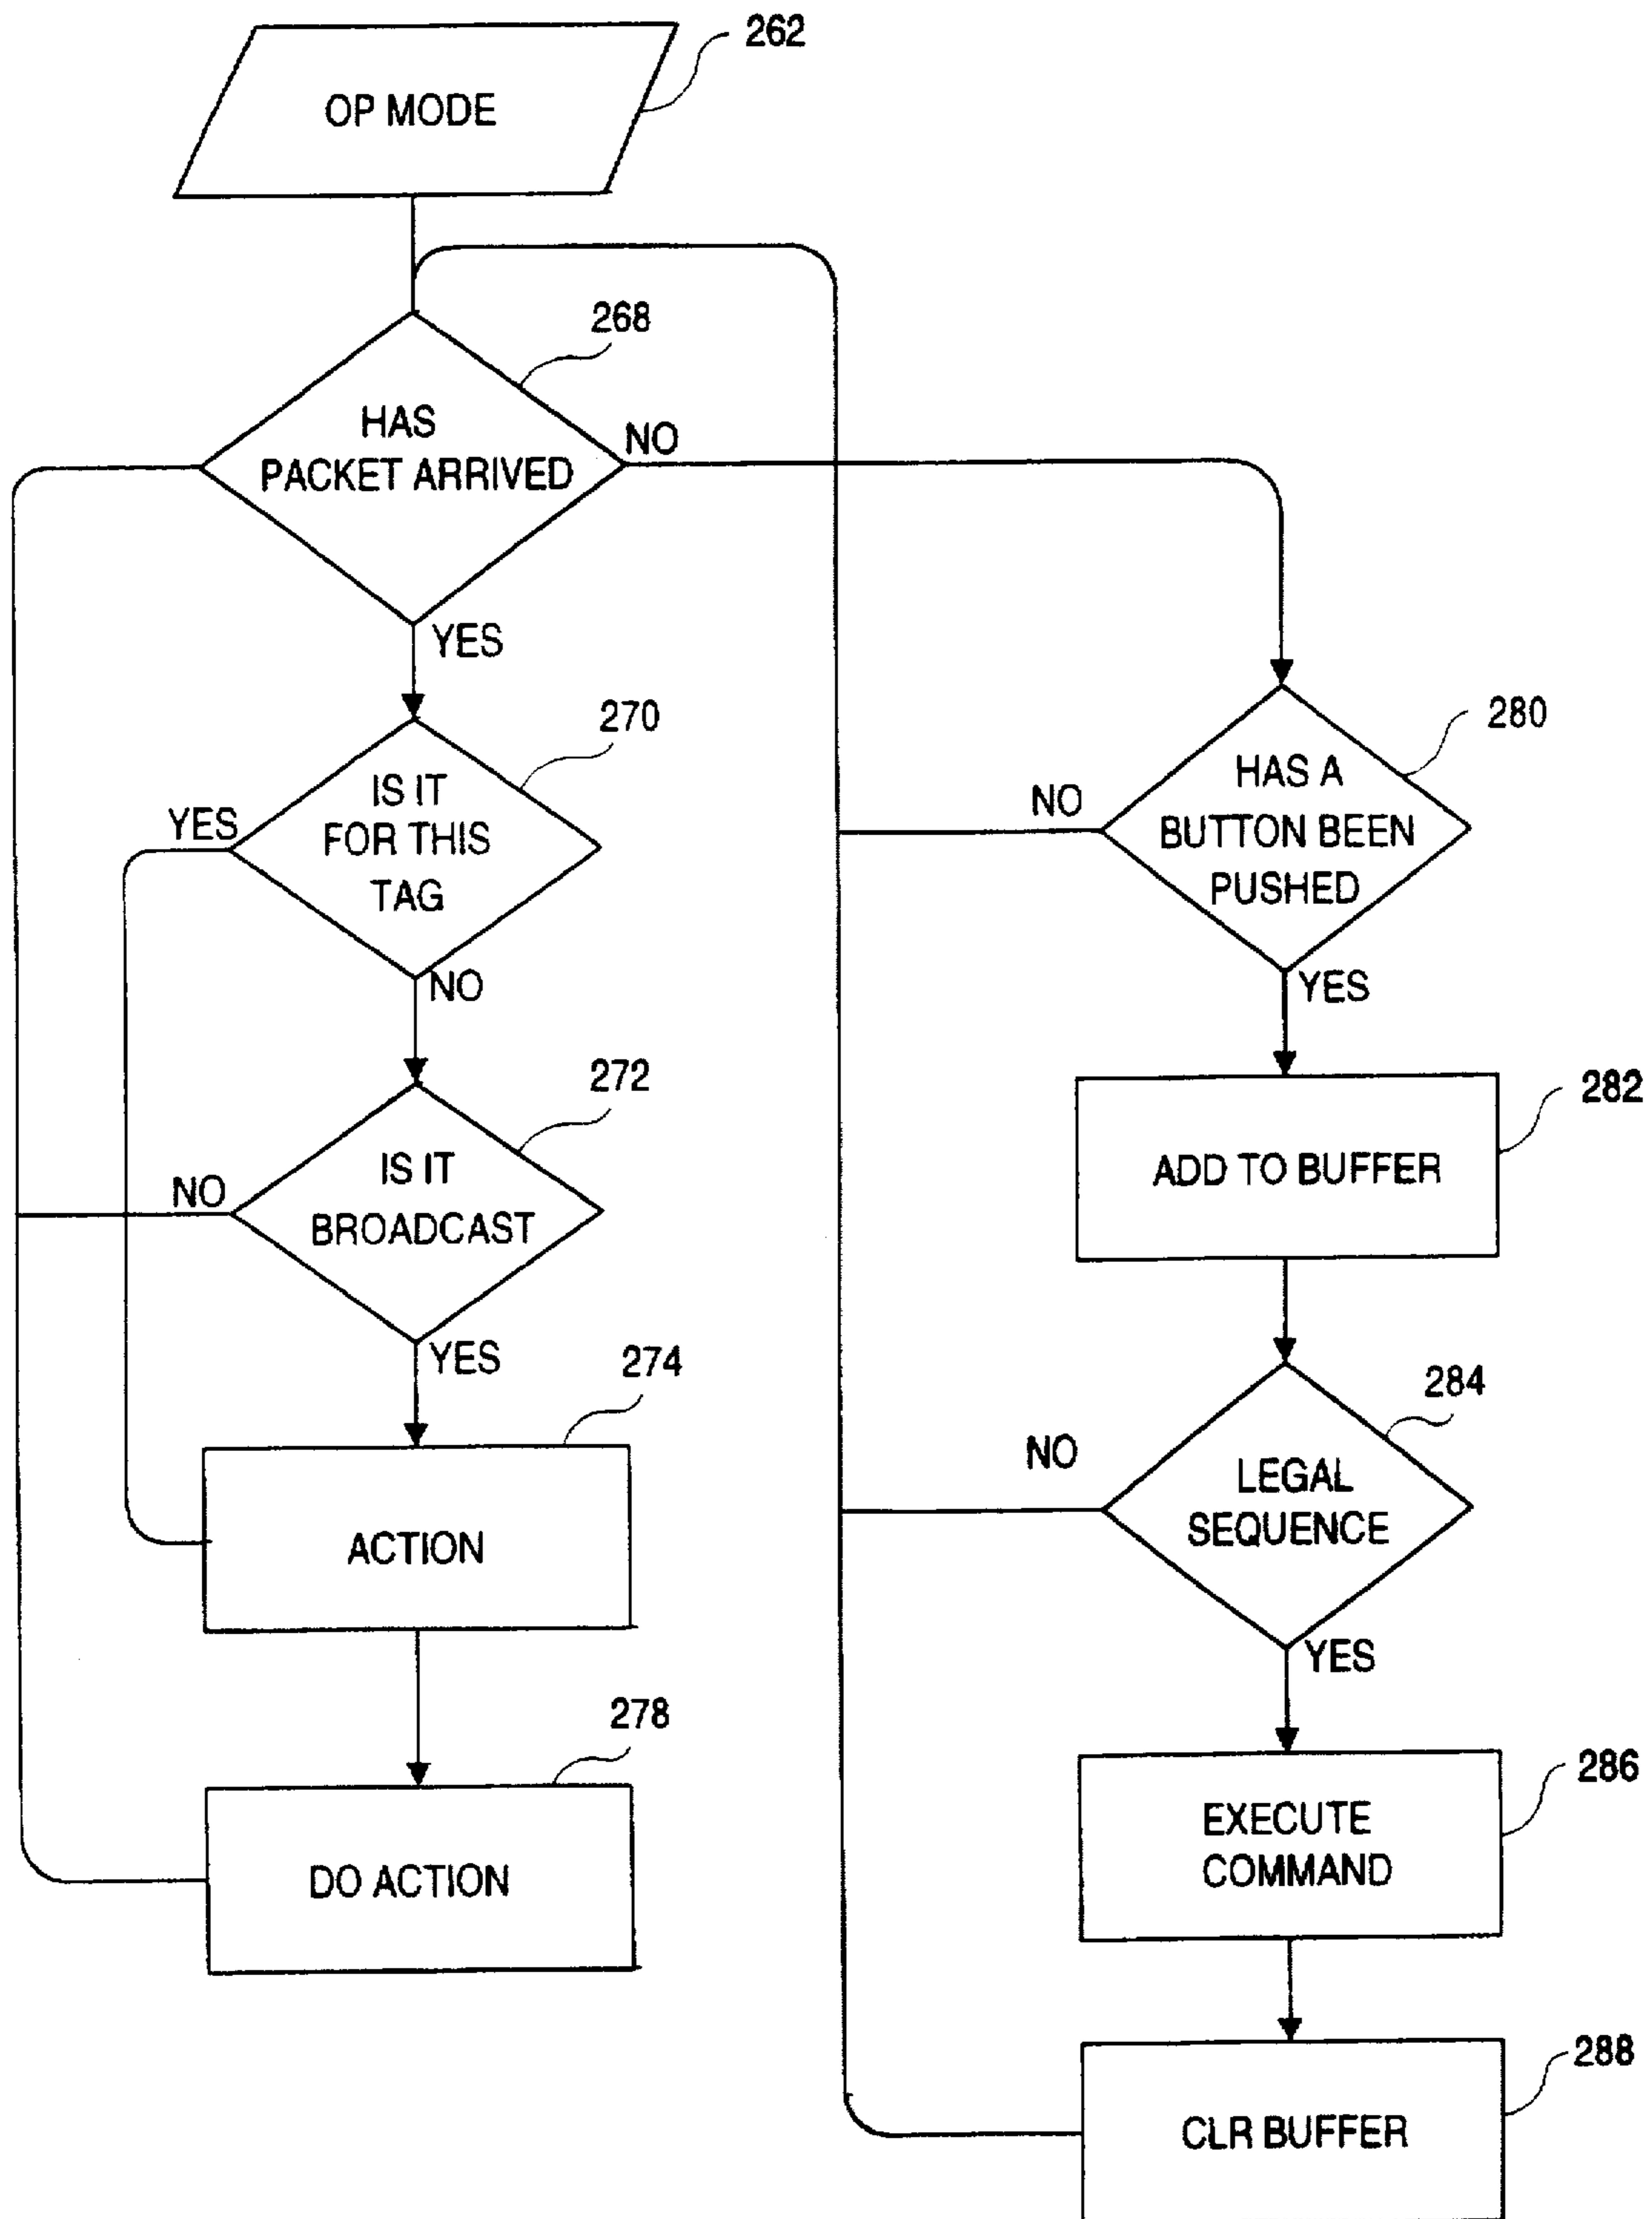 262
OP MODE
268
HAS
PACKET ARRIVED
NO
YES
270
IS IT
FOR THIS
TAG
YES
NO
272
IS IT
BROADCAST
NO
YES
274
ACTION
278
DO ACTION
280
HAS A
BUTTON BEEN
PUSHED
NO
YES
282
ADD TO BUFFER
284
LEGAL
SEQUENCE
NO
YES
286
EXECUTE
COMMAND
288
CLR BUFFER